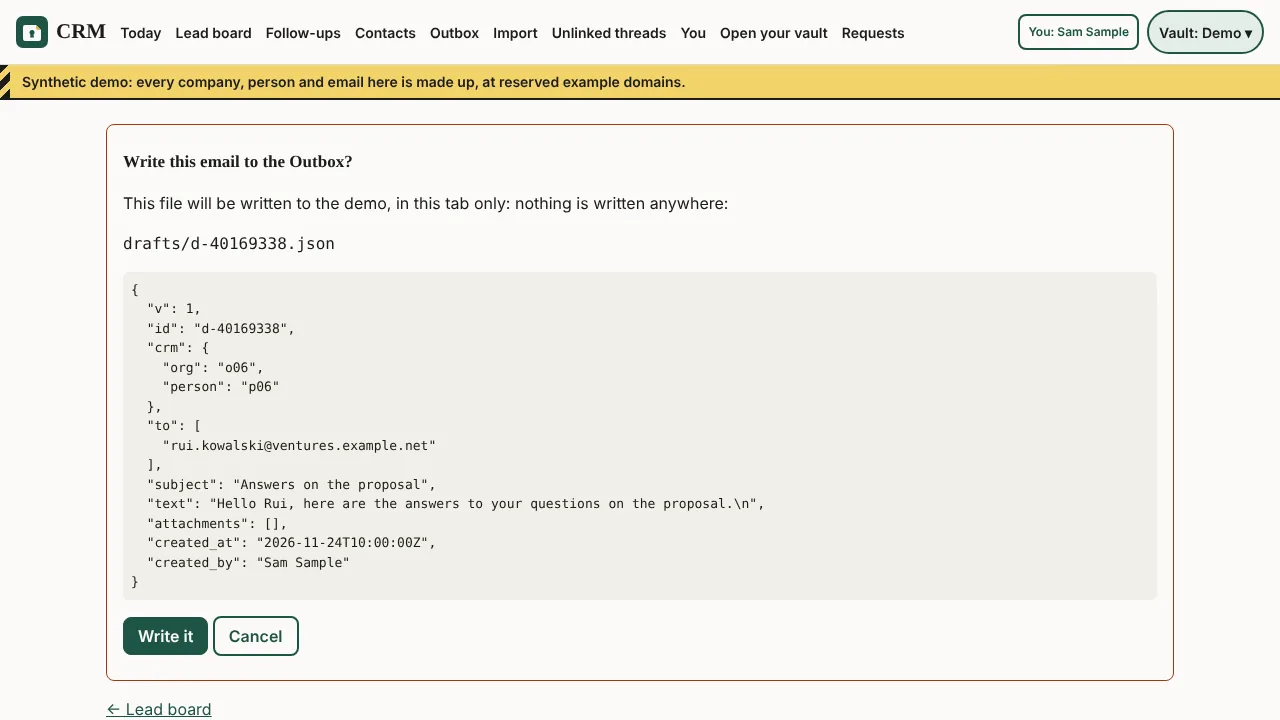 CRM Today Lead board Follow-ups Contacts Outbox Import Unlinked threads You Open your vault Requests You: Sam Sample Vault: Demo ▾
Synthetic demo: every company, person and email here is made up, at reserved example domains.
Write this email to the Outbox?
This file will be written to the demo, in this tab only: nothing is written anywhere:
drafts/d-40169338.json
{
  "v": 1,
  "id": "d-40169338",
  "crm": {
    "org": "o06",
    "person": "p06"
  },
  "to": [
    "rui.kowalski@ventures.example.net"
  ],
  "subject": "Answers on the proposal",
  "text": "Hello Rui, here are the answers to your questions on the proposal.\n",
  "attachments": [],
  "created_at": "2026-11-24T10:00:00Z",
  "created_by": "Sam Sample"
}
Write it Cancel
← Lead board